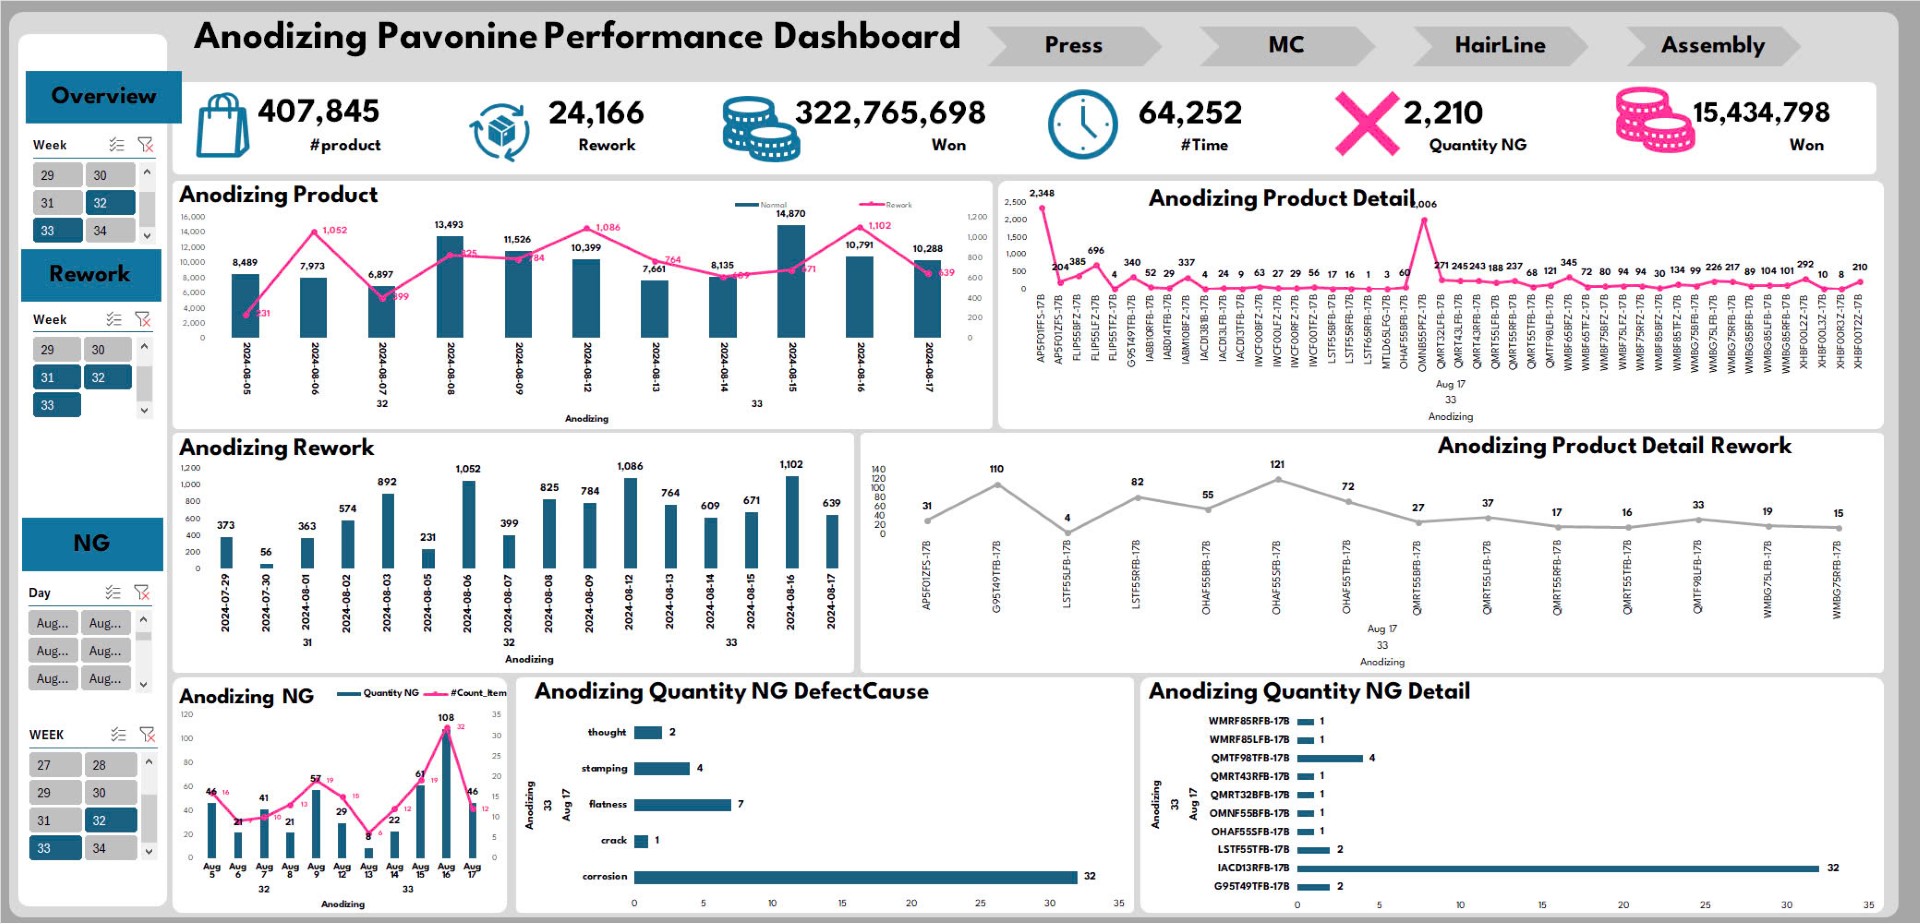 Anodizing Pavonine Performance Dashboard
Press
MC
HairLine
Assembly
Overview
Week
29 30
31 32
33 34
Rework
Week
29 30
31 32
33
NG
Day
Aug... Aug...
Aug... Aug...
Aug... Aug...
WEEK
27 28
29 30
31 32
33 34
407,845
#product
24,166
Rework
322,765,698
Won
64,252
#Time
2,210
Quantity NG
15,434,798
Won
Anodizing Product
Normal Rework
16,000
14,000
12,000
10,000
8,000
6,000
4,000
2,000
0
1,200
1,000
800
600
400
200
0
8,489 7,973 6,897 13,493 11,526 10,399 7,661 8,135 14,870 10,791 10,288
231 1,052 399 825 784 1,086 764 609 671 1,102 639
2024-08-05 2024-08-06 2024-08-07 2024-08-08 2024-08-09 2024-08-12 2024-08-13 2024-08-14 2024-08-15 2024-08-16 2024-08-17
32 33
Anodizing
Anodizing Product Detail
2,500
2,000
1,500
1,000
500
0
2,348 204 385 696 4 340 52 29 337 4 24 9 63 27 29 56 17 16 1 3 60 2,006 271 245 243 188 237 68 121 345 72 80 94 94 30 134 99 226 217 89 104 101 292 10 8 210
AP5F01FFS-17B AP5F01ZFS-17B FLIP55BFZ-17B FLIP55LFZ-17B FLIP55TFZ-17B G95T49TFB-17B IABB10RFB-17B IABD14TFB-17B IABM10BFZ-17B IACD13LFB-17B IACD13TFB-17B IWCF00BFZ-17B IWCF00LFZ-17B IWCF00RFZ-17B IWCF00TFZ-17B LSTF55BFB-17B LSTF55RFB-17B LSTF65RFB-17B MTLD65LFG-17B OHAF55BFB-17B OMNB55PFZ-17B QMRT32LFB-17B QMRT43LFB-17B QMRT43RFB-17B QMRT55LFB-17B QMRT55RFB-17B QMRT55TFB-17B QMTF98LFB-17B WMBF65BFZ-17B WMBF65TFZ-17B WMBF75BFZ-17B WMBF75LFZ-17B WMBF75RFZ-17B WMBF85BFZ-17B WMBF85TFZ-17B WMBG75BFB-17B WMBG75LFB-17B WMBG75RFB-17B WMBG85BFB-17B WMBG85LFB-17B WMBG85RFB-17B XHBF00L2Z-17B XHBF00L3Z-17B XHBF00R3Z-17B XHBF00T2Z-17B
Aug 17
33
Anodizing
Anodizing Rework
1,200
1,000
800
600
400
200
0
373 56 363 574 892 231 1,052 399 825 784 1,086 764 609 671 1,102 639
2024-07-29 2024-07-30 2024-08-01 2024-08-02 2024-08-03 2024-08-05 2024-08-06 2024-08-07 2024-08-08 2024-08-09 2024-08-12 2024-08-13 2024-08-14 2024-08-15 2024-08-16 2024-08-17
31 32 33
Anodizing
Anodizing Product Detail Rework
140
120
100
80
60
40
20
0
31 110 4 82 55 121 72 27 37 17 16 33 19 15
AP5F01ZFS-17B G95T49TFB-17B LSTF55LFB-17B LSTF55RFB-17B OHAF55BFB-17B OHAF55SFB-17B OHAF55TFB-17B QMRT55BFB-17B QMRT55LFB-17B QMRT55RFB-17B QMRT55TFB-17B QMTF98LFB-17B WMBG75LFB-17B WMBG75RFB-17B
Aug 17
33
Anodizing
Anodizing NG
Quantity NG #Count_Item
120
100
80
60
40
20
0
35
30
25
20
15
10
5
0
46 21 41 21 57 29 8 22 61 108 46
16 10 13 19 15 6 12 19 32 12
Aug 5 Aug 6 Aug 7 Aug 8 Aug 9 Aug 12 Aug 13 Aug 14 Aug 15 Aug 16 Aug 17
32 33
Anodizing
Anodizing Quantity NG DefectCause
Anodizing
33
Aug 17
thought 2
stamping 4
flatness 7
crack 1
corrosion 32
0 5 10 15 20 25 30 35
Anodizing Quantity NG Detail
Anodizing
33
Aug 17
WMRF85RFB-17B 1
WMRF85LFB-17B 1
QMTF98TFB-17B 4
QMRT43RFB-17B 1
QMRT32BFB-17B 1
OMNF55BFB-17B 1
OHAF55SFB-17B 1
LSTF55TFB-17B 2
IACD13RFB-17B 32
G95T49TFB-17B 2
0 5 10 15 20 25 30 35